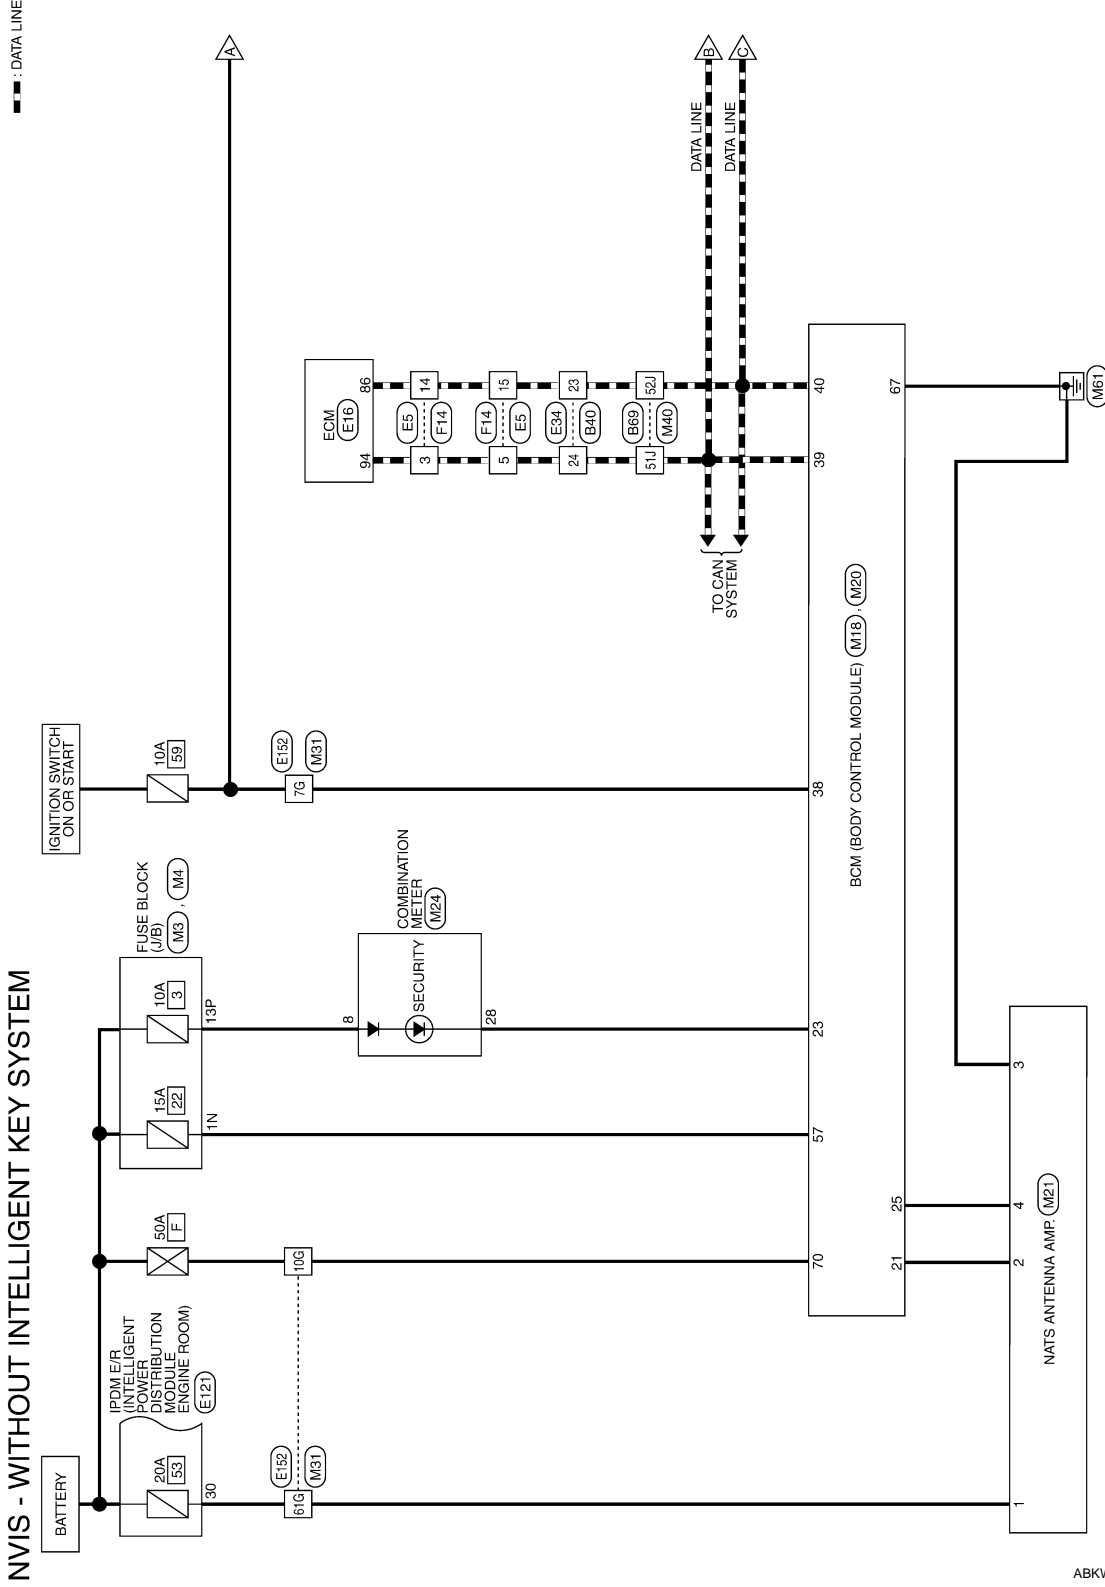 NVIS - WITHOUT INTELLIGENT KEY SYSTEM
: DATA LINE
BATTERY
IGNITION SWITCH
ON OR START
IPDM E/R
(INTELLIGENT
POWER
DISTRIBUTION
MODULE
ENGINE ROOM)
E121
20A
53
30
50A
F
FUSE BLOCK
(J/B)
M3 , M4
15A
22
1N
10A
3
13P
10A
59
A
61G
E152
M31
10G
7G
E152
M31
COMBINATION
METER
M24
8
SECURITY
28
ECM
E16
94
86
3
E5
F14
14
5
F14
E5
15
24
E34
B40
23
51J
B69
M40
52J
DATA LINE
B
DATA LINE
C
TO CAN
SYSTEM
70
57
23
38
39
40
BCM (BODY CONTROL MODULE) M18 , M20
21
25
67
M61
1
2
4
3
NATS ANTENNA AMP. M21